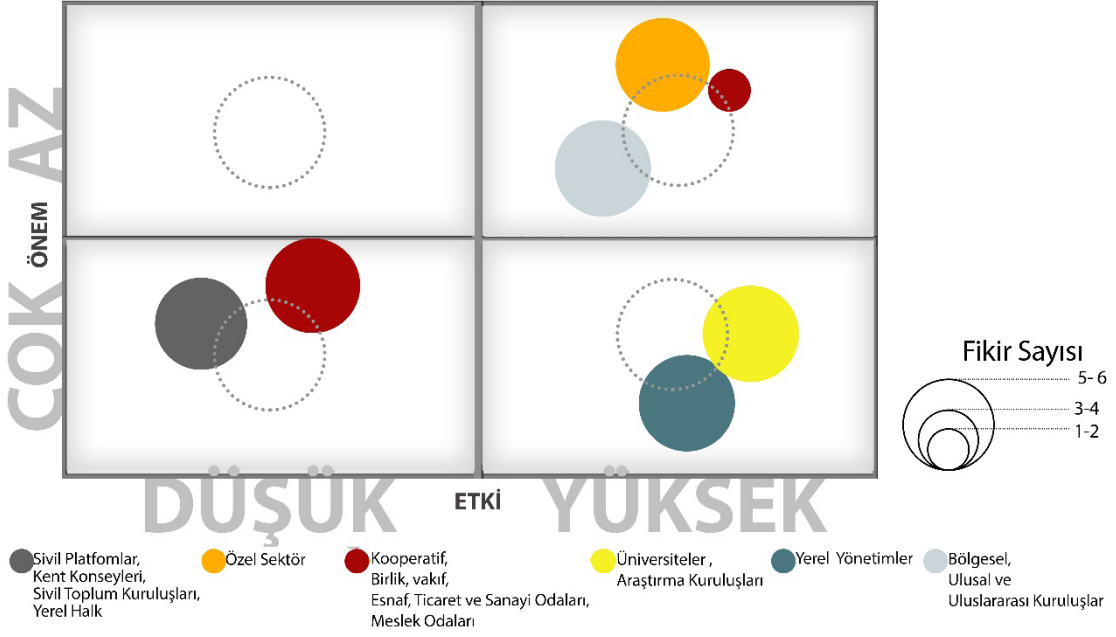 AZ
ÖNEM
COK
DÜŞÜK
ETKİ
YÜKSEK
Fikir Sayısı
5- 6
3-4
1-2
Sivil Platfomlar,
Kent Konseyleri,
Sivil Toplum Kuruluşları,
Yerel Halk
Özel Sektör
Kooperatif,
Birlik, vakıf,
Esnaf, Ticaret ve Sanayi Odaları,
Meslek Odaları
Üniversiteler ,
Araştırma Kuruluşları
Yerel Yönetimler
Bölgesel,
Ulusal ve
Uluslararası Kuruluşlar